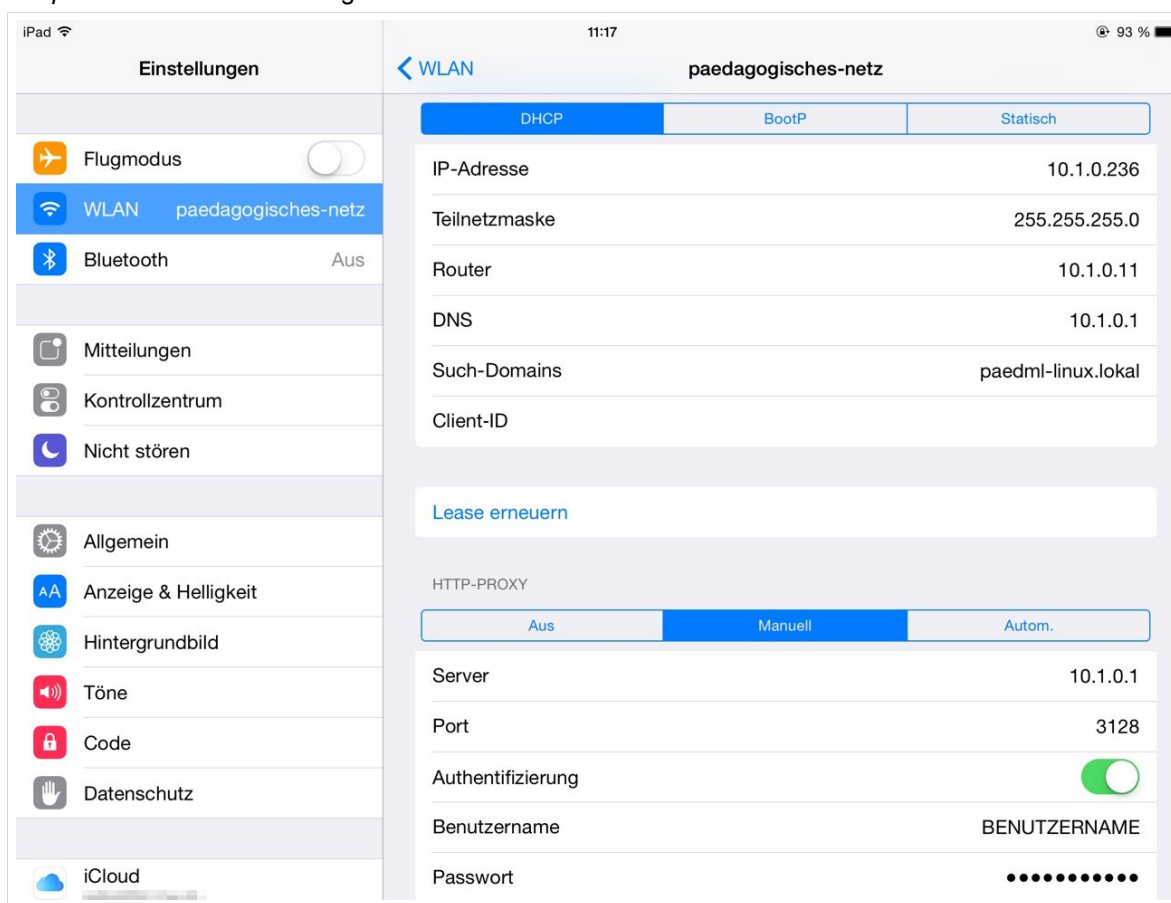 iPad 11:17 93 %
Einstellungen
WLAN paedagogisches-netz
Flugmodus
WLAN paedagogisches-netz
Bluetooth Aus
Mitteilungen
Kontrollzentrum
Nicht stören
Allgemein
AA Anzeige & Helligkeit
Hintergrundbild
Töne
Code
Datenschutz
iCloud
DHCP BootP Statisch
IP-Adresse 10.1.0.236
Teilnetzmaske 255.255.255.0
Router 10.1.0.11
DNS 10.1.0.1
Such-Domains paedml-linux.lokal
Client-ID
Lease erneuern
HTTP-PROXY
Aus Manuell Autom.
Server 10.1.0.1
Port 3128
Authentifizierung
Benutzername BENUTZERNAME
Passwort •••••••••••